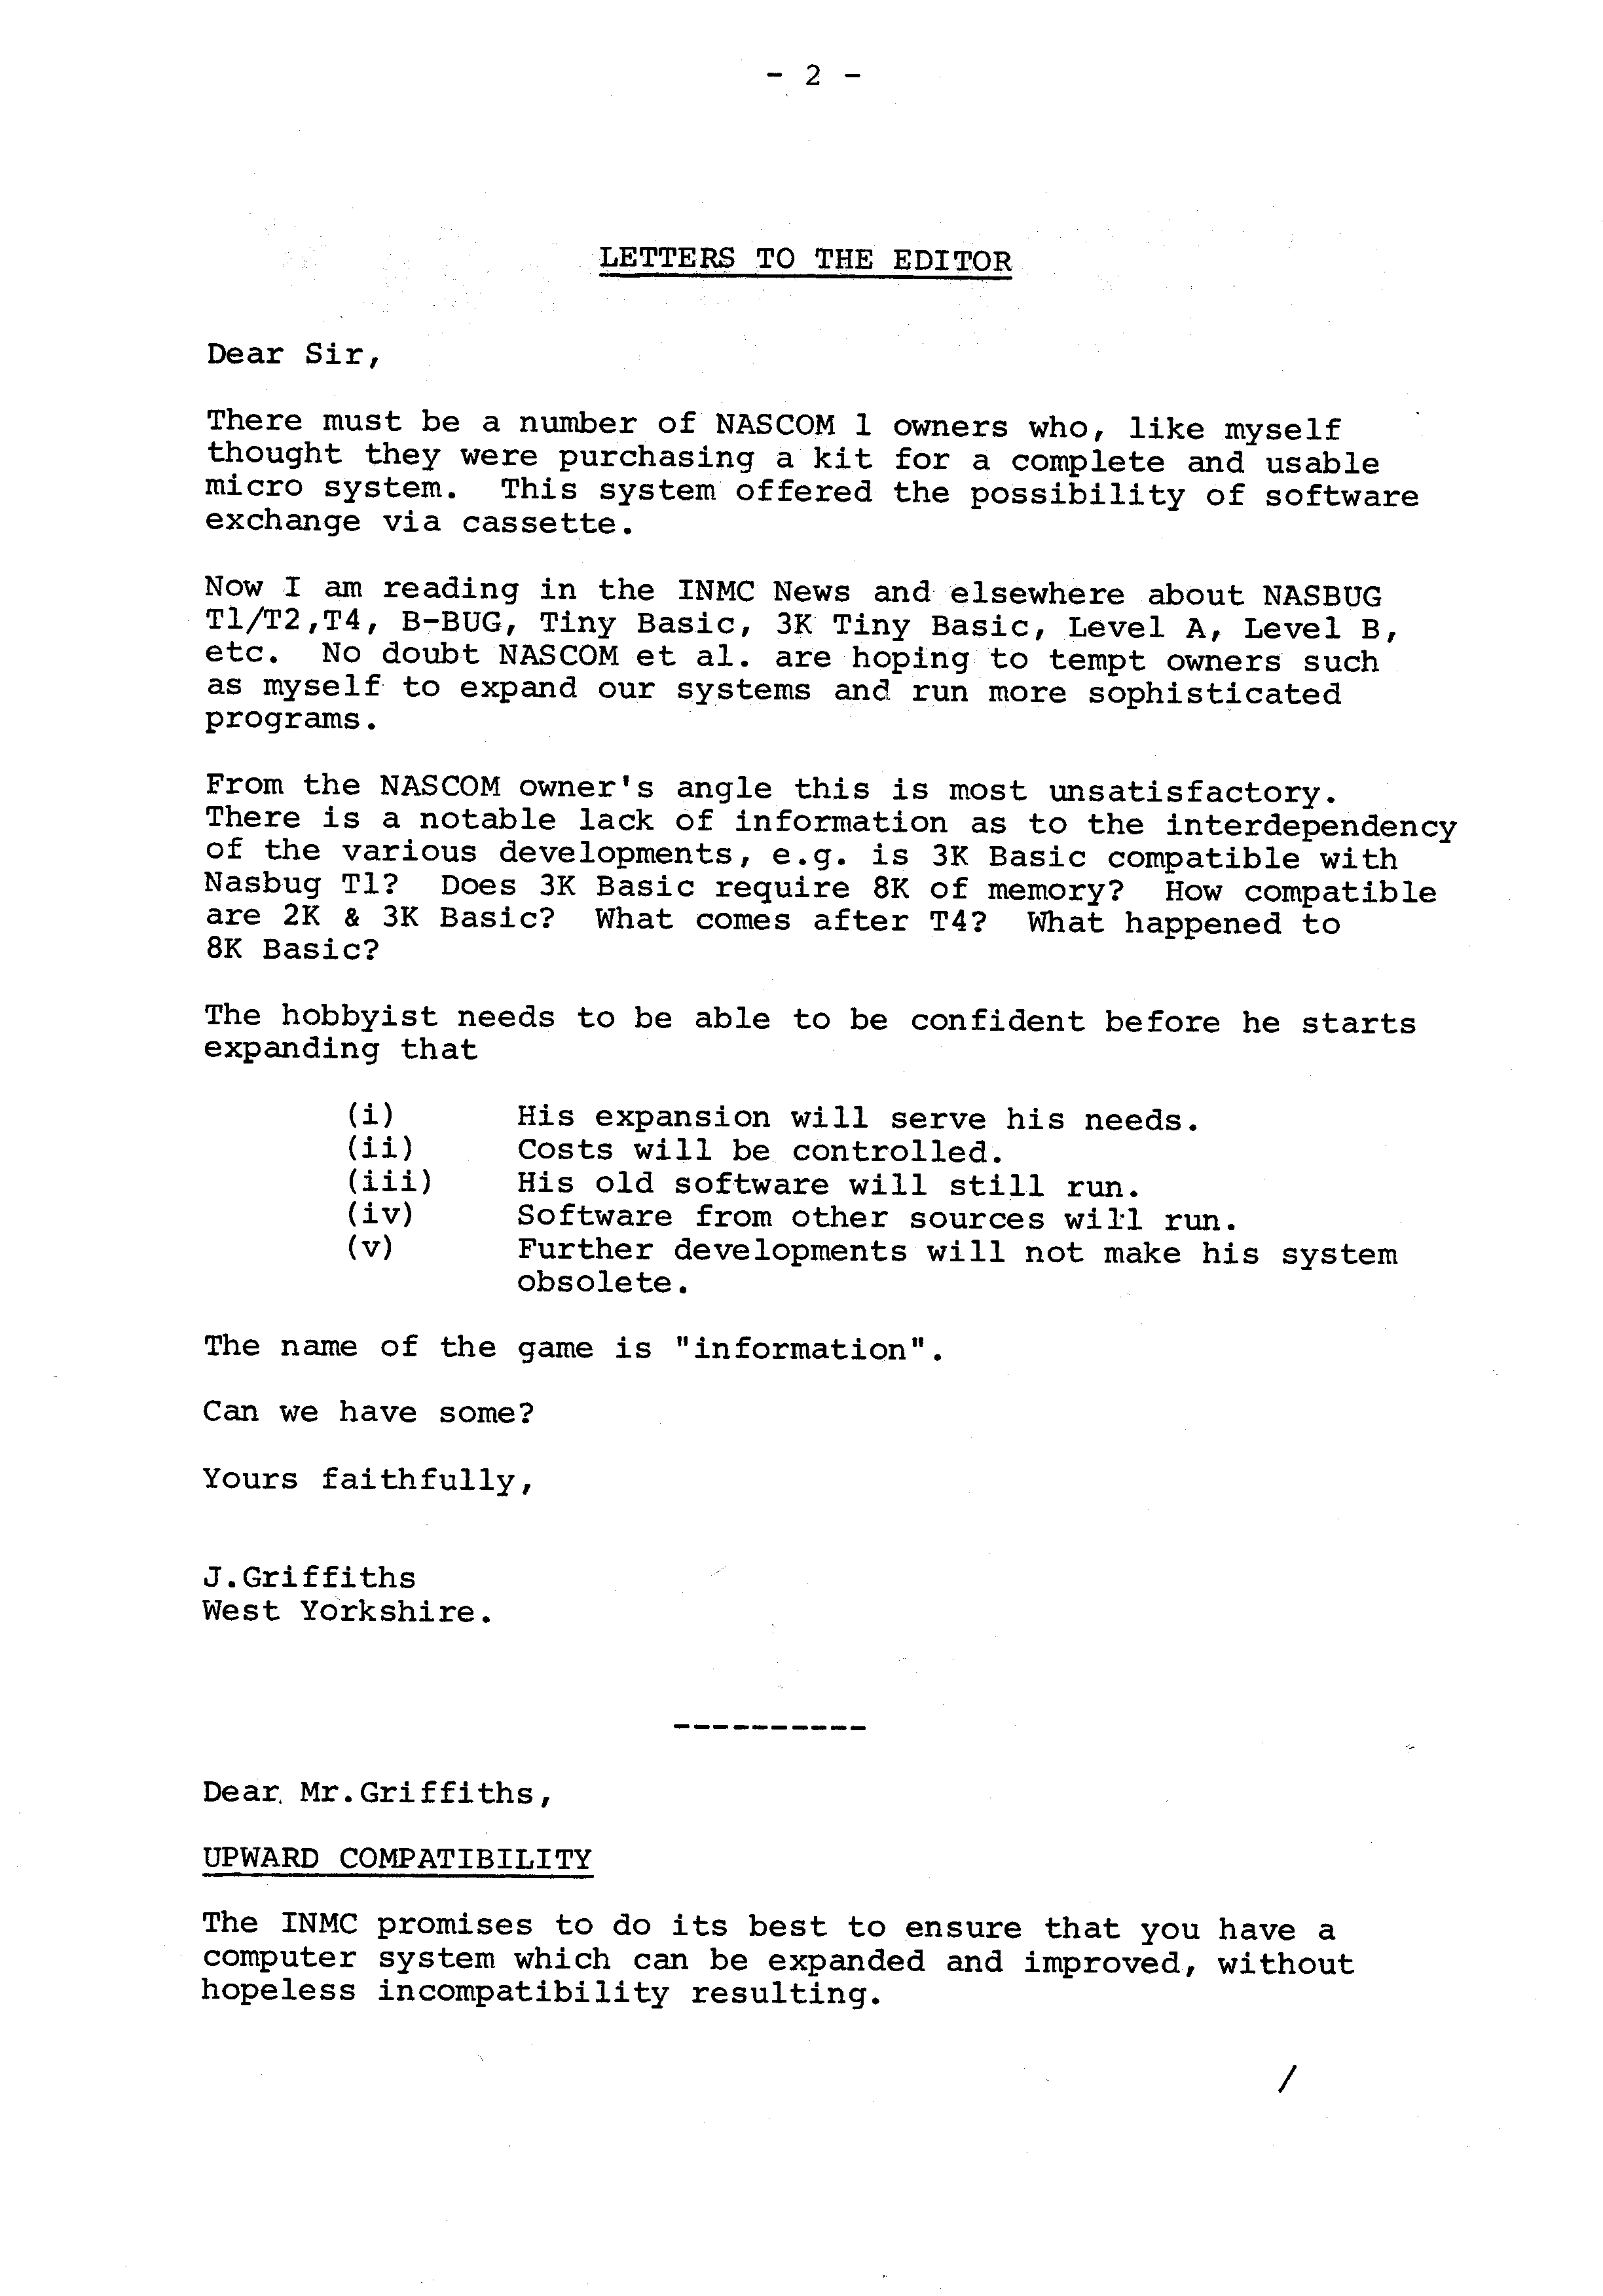 - 2 -
LETTERS TO THE EDITOR
Dear Sir,
There must be a number of NASCOM 1 owners who, like myself
thought they were purchasing a kit for a complete and usable
micro system.  This system offered the possibility of software
exchange via cassette.
Now I am reading in the INMC News and elsewhere about NASBUG
T1/T2,T4, B-BUG, Tiny Basic, 3K Tiny Basic, Level A, Level B,
etc.  No doubt NASCOM et al. are hoping to tempt owners such
as myself to expand our systems and run more sophisticated
programs.
From the NASCOM owner's angle this is most unsatisfactory.
There is a notable lack of information as to the interdependency
of the various developments, e.g. is 3K Basic compatible with
Nasbug T1?  Does 3K Basic require 8K of memory?  How compatible
are 2K & 3K Basic?  What comes after T4?  What happened to
8K Basic?
The hobbyist needs to be able to be confident before he starts
expanding that
(i) His expansion will serve his needs.
(ii) Costs will be controlled.
(iii) His old software will still run.
(iv) Software from other sources will run.
(v) Further developments will not make his system
obsolete.
The name of the game is "information".
Can we have some?
Yours faithfully,
J.Griffiths
West Yorkshire.
----------
Dear Mr.Griffiths,
UPWARD COMPATIBILITY
The INMC promises to do its best to ensure that you have a
computer system which can be expanded and improved, without
hopeless incompatibility resulting.
/